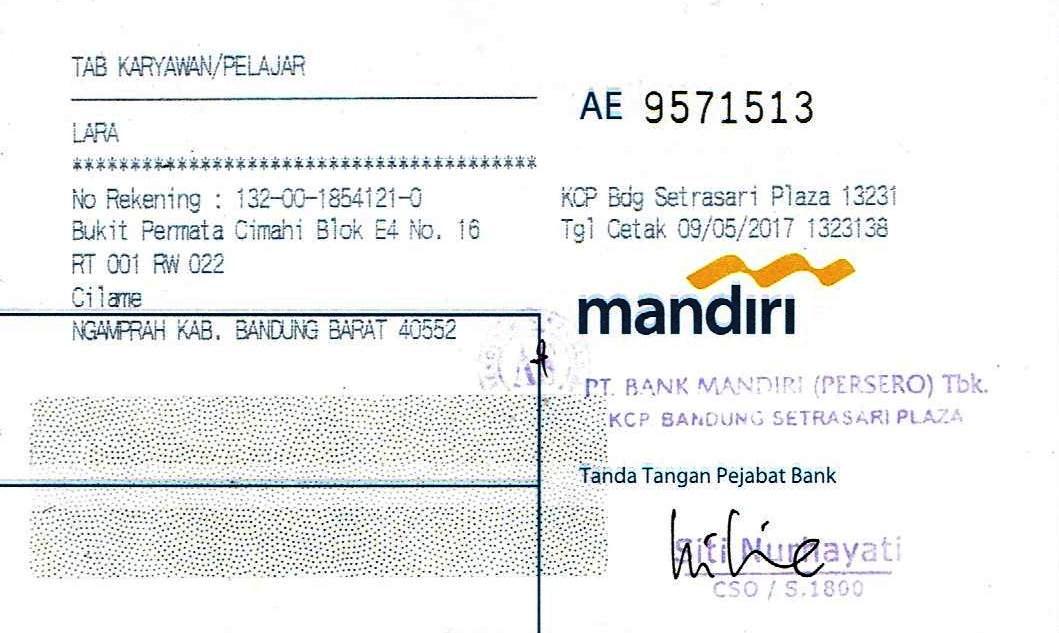 TAB KARYAWAN/PELAJAR
AE 9571513
LARA
****************************************
No Rekening : 132-00-1854121-0
Bukit Permata Cimahi Blok E4 No. 16
RT 001 RW 022
Cilame
NGAMPRAH KAB. BANDUNG BARAT 40552
KCP Bdg Setrasari Plaza 13231
Tgl Cetak 09/05/2017 1323138
mandiri
PT. BANK MANDIRI (PERSERO) Tbk.
KCP BANDUNG SETRASARI PLAZA
Tanda Tangan Pejabat Bank
Siti Nurhayati
CSO / S.1800